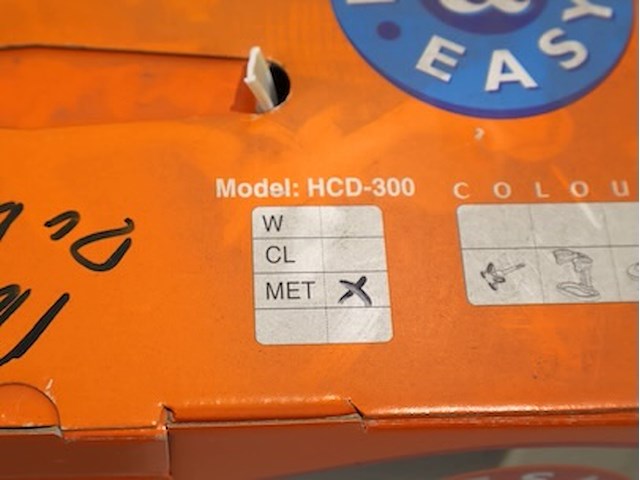 &
EASY
Model: HCD-300
COLOU
W
CL
MET X